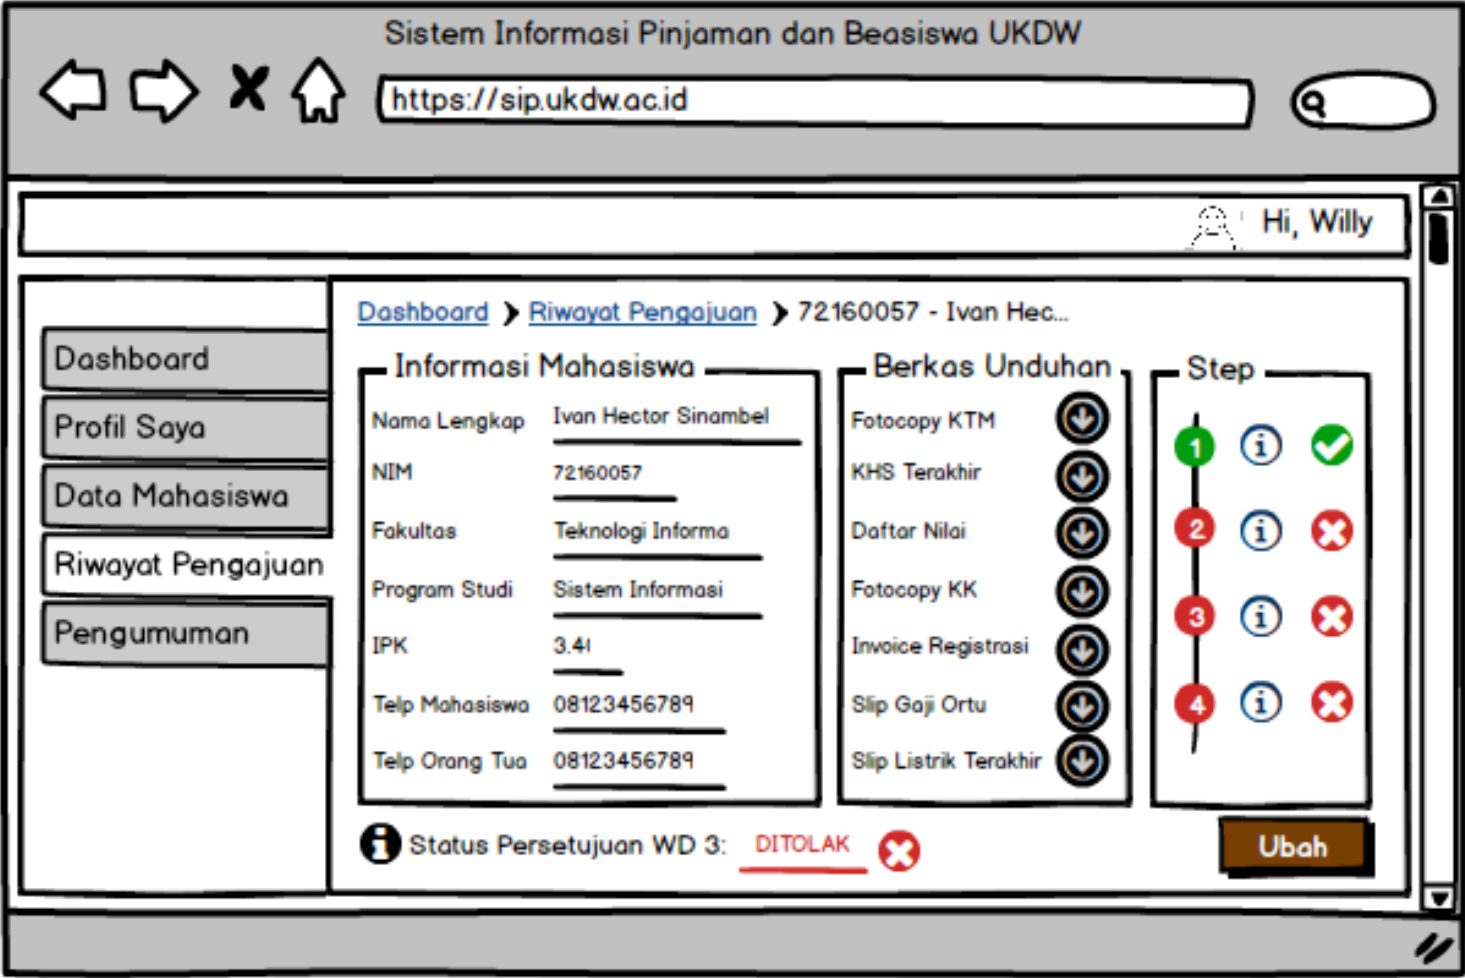 Sistem Informasi Pinjaman dan Beasiswa UKDW
https://sip.ukdw.ac.id
Hi, Willy
Dashboard
Profil Saya
Data Mahasiswa
Riwayat Pengajuan
Pengumuman
Dashboard > Riwayat Pengajuan > 72160057 - Ivan Hec...
Informasi Mahasiswa
Nama Lengkap Ivan Hector Sinambel
NIM 72160057
Fakultas Teknologi Informa
Program Studi Sistem Informasi
IPK 3.41
Telp Mahasiswa 08123456789
Telp Orang Tua 08123456789
Berkas Unduhan
Fotocopy KTM
KHS Terakhir
Daftar Nilai
Fotocopy KK
Invoice Registrasi
Slip Gaji Ortu
Slip Listrik Terakhir
Step
1
2
3
4
Status Persetujuan WD 3: DITOLAK
Ubah